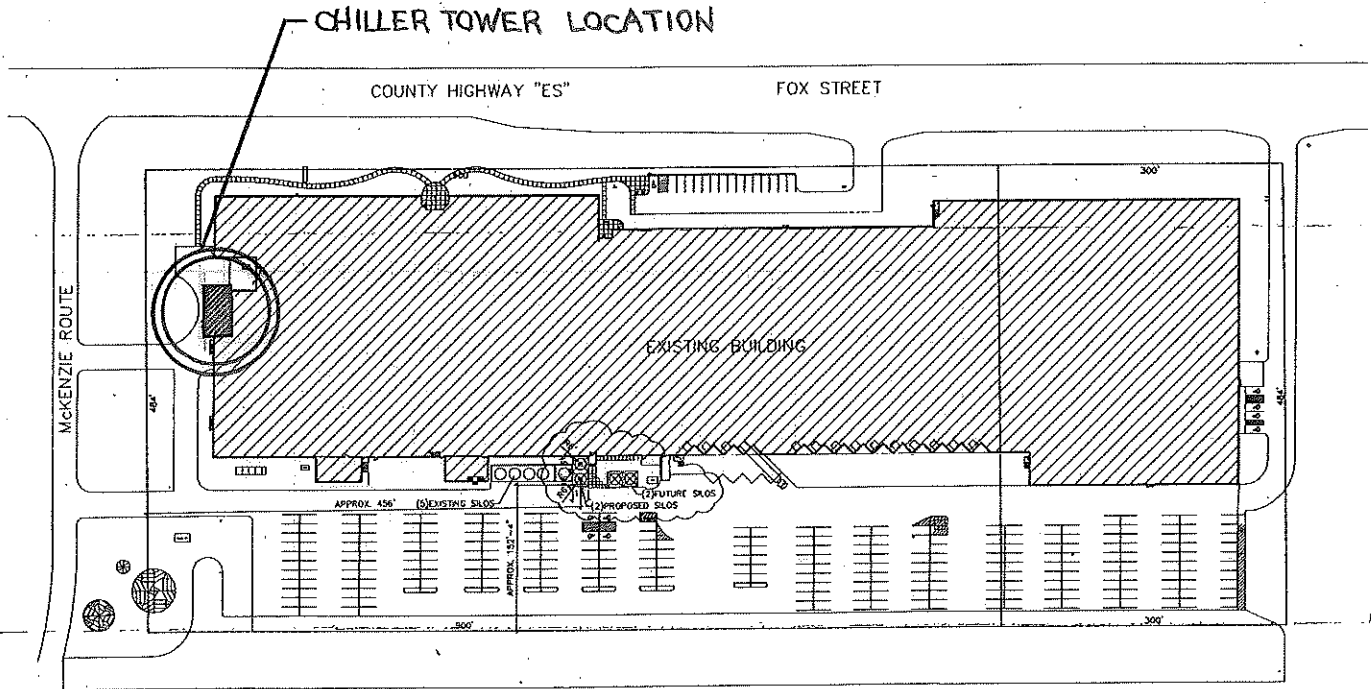 CHILLER TOWER LOCATION
COUNTY HIGHWAY "ES"
FOX STREET
300'
McKENZIE ROUTE
EXISTING BUILDING
484'
484'
APPROX. 456'
(5)EXISTING SILOS
(2)FUTURE SILOS
(2)PROPOSED SILOS
APPROX. 152'-4"
900'
300'